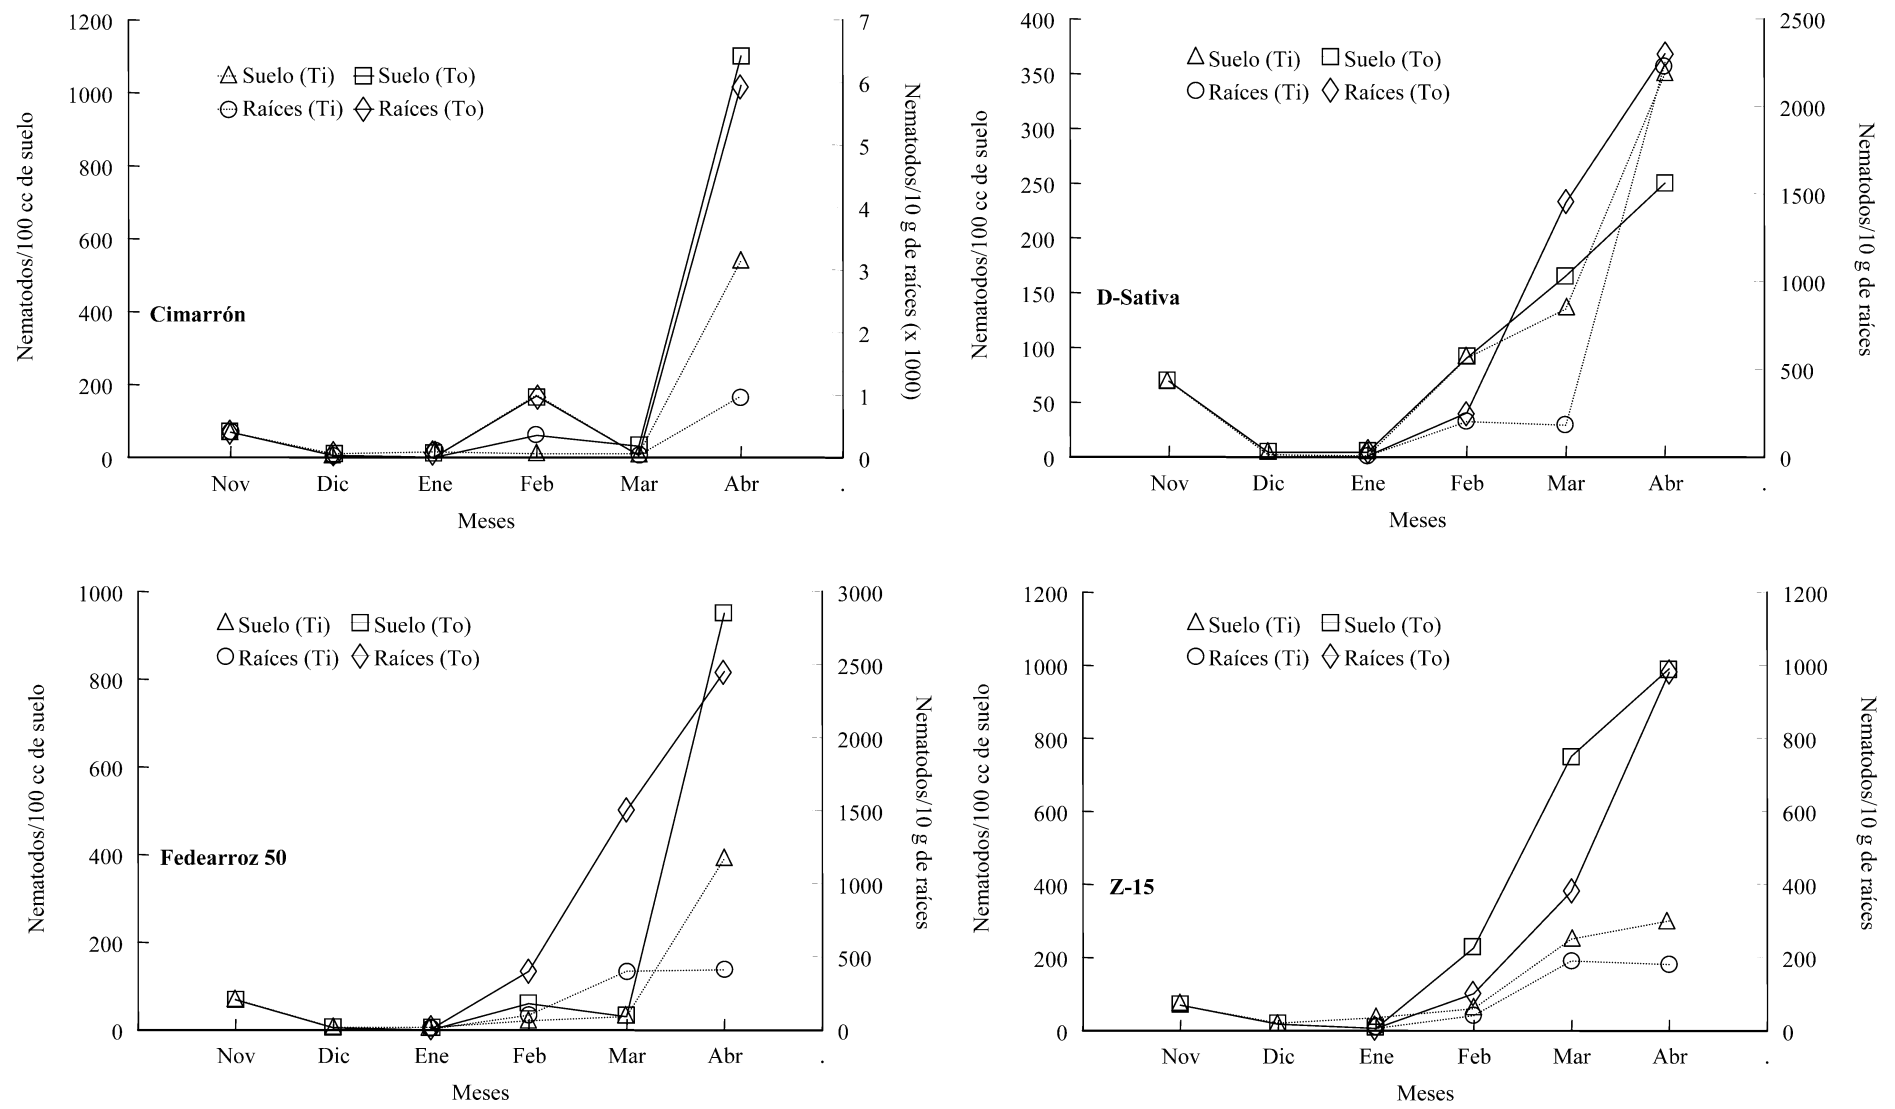 1200
1000
800
600
400
200
0
7
6
5
4
3
2
1
0
Suelo (Ti) Suelo (To)
Raíces (Ti) Raíces (To)
Nematodos/100 cc de suelo
Nematodos/10 g de raíces (x 1000)
Cimarrón
Nov Dic Ene Feb Mar Abr .
Meses
400
350
300
250
200
150
100
50
0
2500
2000
1500
1000
500
0
Suelo (Ti) Suelo (To)
Raíces (Ti) Raíces (To)
Nematodos/100 cc de suelo
Nematodos/10 g de raíces
D-Sativa
Nov Dic Ene Feb Mar Abr .
Meses
1000
800
600
400
200
0
3000
2500
2000
1500
1000
500
0
Suelo (Ti) Suelo (To)
Raíces (Ti) Raíces (To)
Nematodos/100 cc de suelo
Nematodos/10 g de raíces
Fedearroz 50
Nov Dic Ene Feb Mar Abr .
Meses
1200
1000
800
600
400
200
0
1200
1000
800
600
400
200
0
Suelo (Ti) Suelo (To)
Raíces (Ti) Raíces (To)
Nematodos/100 cc de suelo
Nematodos/10 g de raíces
Z-15
Nov Dic Ene Feb Mar Abr .
Meses